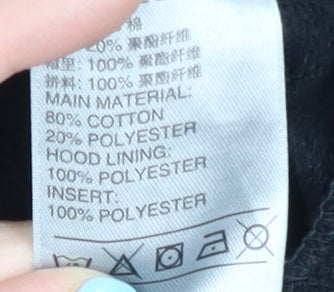 棉
20% 聚酯纤维
里: 100% 聚酯纤维
拼料: 100% 聚酯纤维
MAIN MATERIAL:
80% COTTON
20% POLYESTER
HOOD LINING:
100% POLYESTER
INSERT:
100% POLYESTER